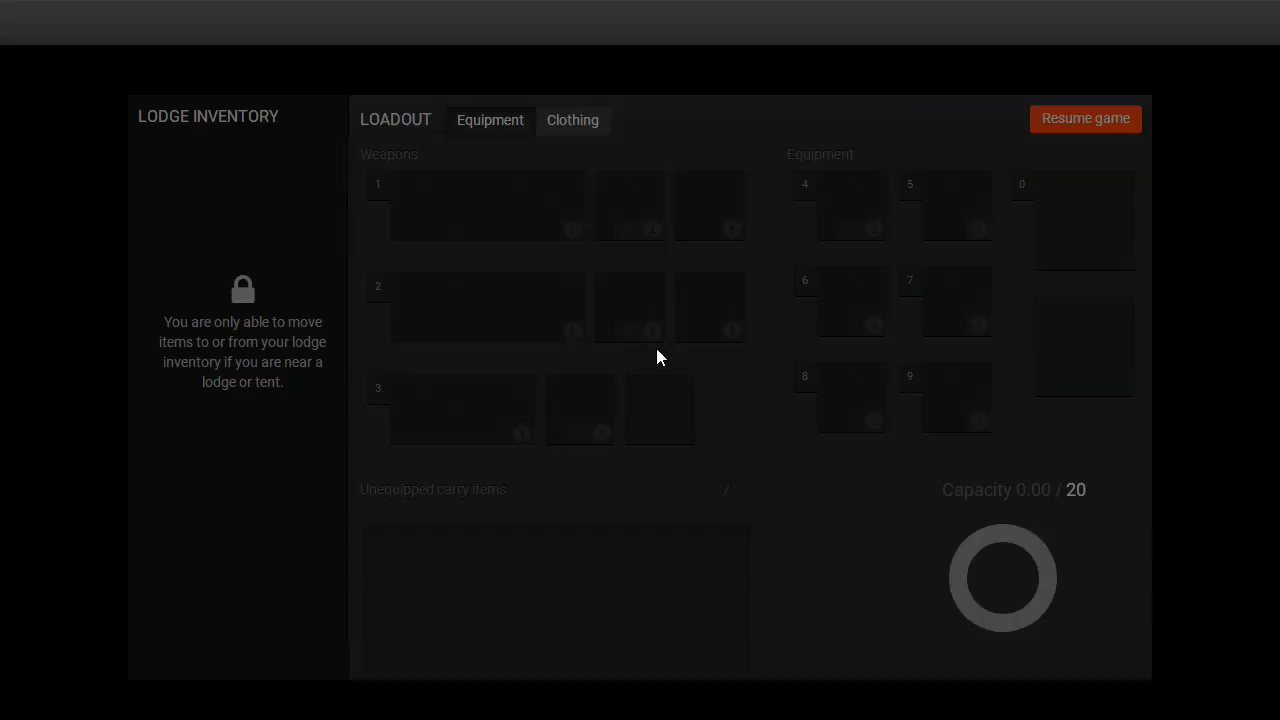 LODGE INVENTORY
You are only able to move
items to or from your lodge
inventory if you are near a
lodge or tent.
LOADOUT
Equipment
Clothing
Resume game
Weapons
1
2
3
Equipment
4
5
0
6
7
8
9
Unequipped carry items
/
Capacity 0.00 / 20